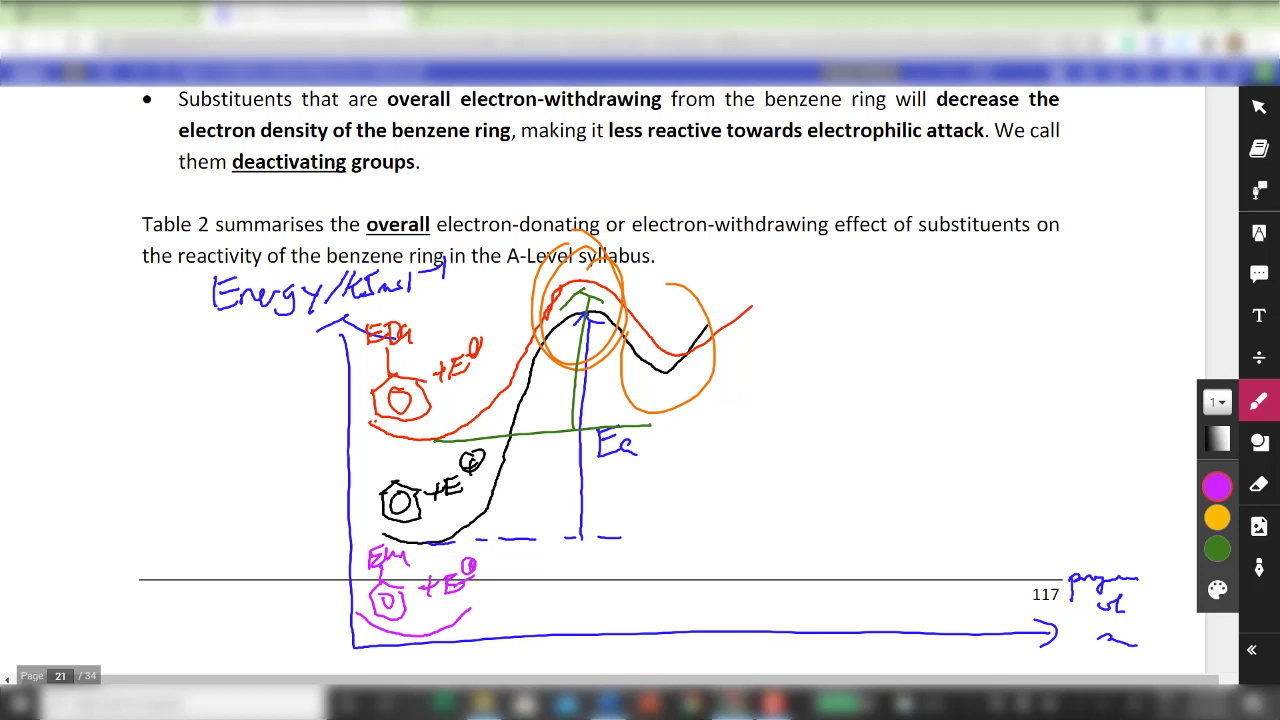 • Substituents that are overall electron-withdrawing from the benzene ring will decrease the
electron density of the benzene ring, making it less reactive towards electrophilic attack. We call
them deactivating groups.
Table 2 summarises the overall electron-donating or electron-withdrawing effect of substituents on
the reactivity of the benzene ring in the A-Level syllabus.
Energy/kJmol⁻¹
EDG
+E⊕
Ea
+E⊕
+E⊕
117
progress
of
Page 21 / 34
1